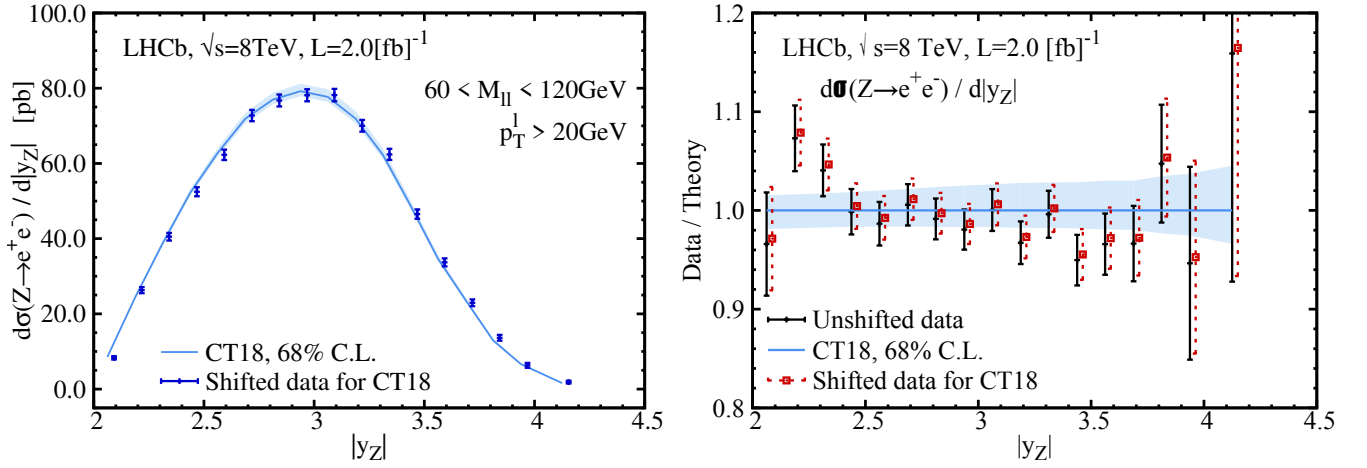 100.0
80.0
60.0
40.0
20.0
0.0
dσ(Z→e⁺e⁻) / d|y_Z| [pb]
LHCb, √s=8TeV, L=2.0[fb]⁻¹
60 < M_ll < 120GeV
p_T^l > 20GeV
CT18, 68% C.L.
Shifted data for CT18
2 2.5 3 3.5 4 4.5
|y_Z|
1.2
1.1
1.0
0.9
0.8
Data / Theory
LHCb, √s=8 TeV, L=2.0 [fb]⁻¹
dσ(Z→e⁺e⁻) / d|y_Z|
Unshifted data
CT18, 68% C.L.
Shifted data for CT18
2 2.5 3 3.5 4 4.5
|y_Z|